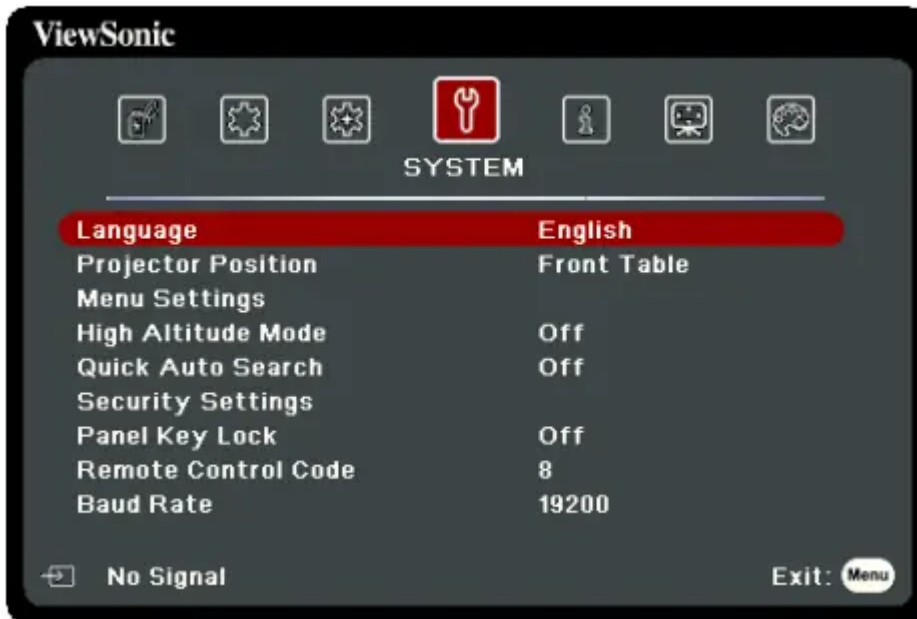 ViewSonic
SYSTEM
Language English
Projector Position Front Table
Menu Settings
High Altitude Mode Off
Quick Auto Search Off
Security Settings
Panel Key Lock Off
Remote Control Code 8
Baud Rate 19200
No Signal Exit: Menu